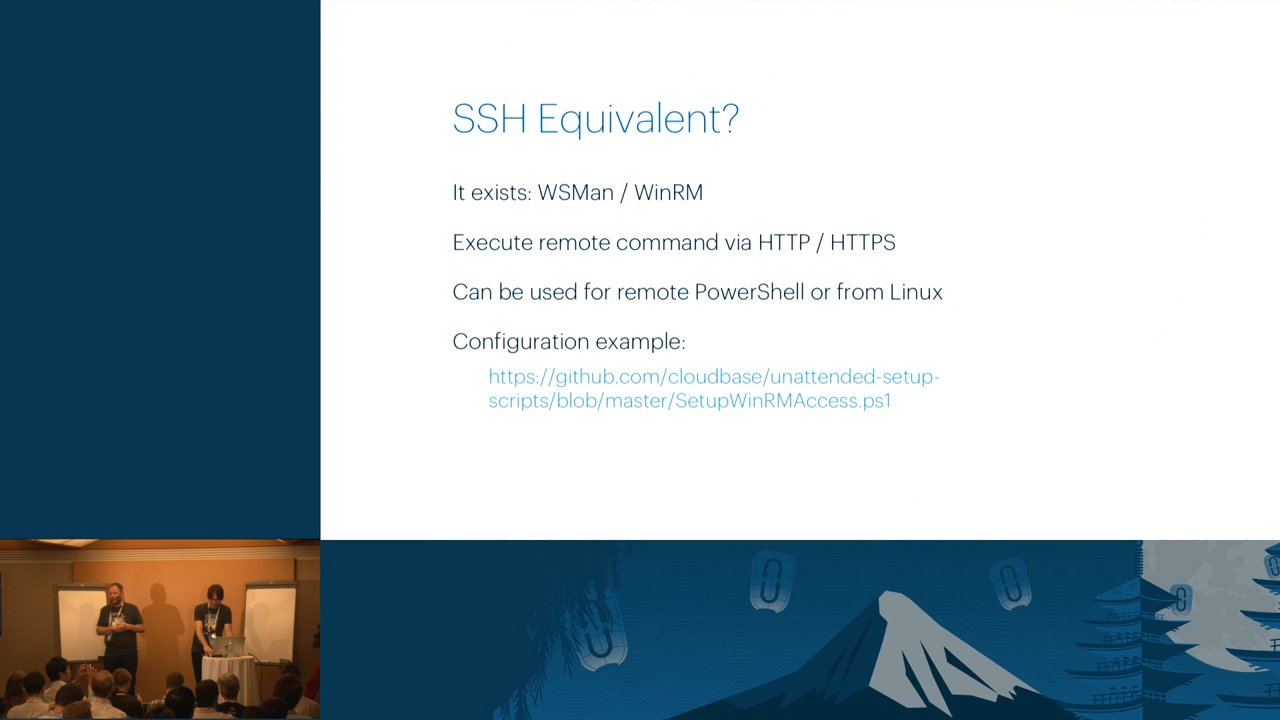 SSH Equivalent?
It exists: WSMan / WinRM
Execute remote command via HTTP / HTTPS
Can be used for remote PowerShell or from Linux
Configuration example:
https://github.com/cloudbase/unattended-setup-
scripts/blob/master/SetupWinRMAccess.ps1